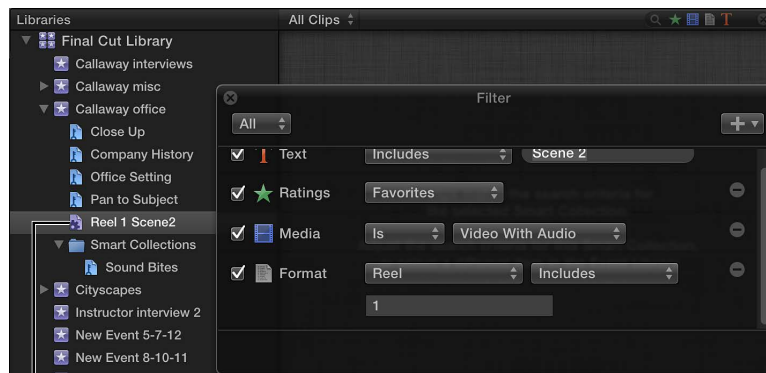 Libraries
All Clips
Final Cut Library
Callaway interviews
Callaway misc
Callaway office
Close Up
Company History
Office Setting
Pan to Subject
Reel 1 Scene2
Smart Collections
Sound Bites
Cityscapes
Instructor interview 2
New Event 5-7-12
New Event 8-10-11
Filter
All
Text Includes Scene 2
Ratings Favorites
Media Is Video With Audio
Format Reel Includes
1